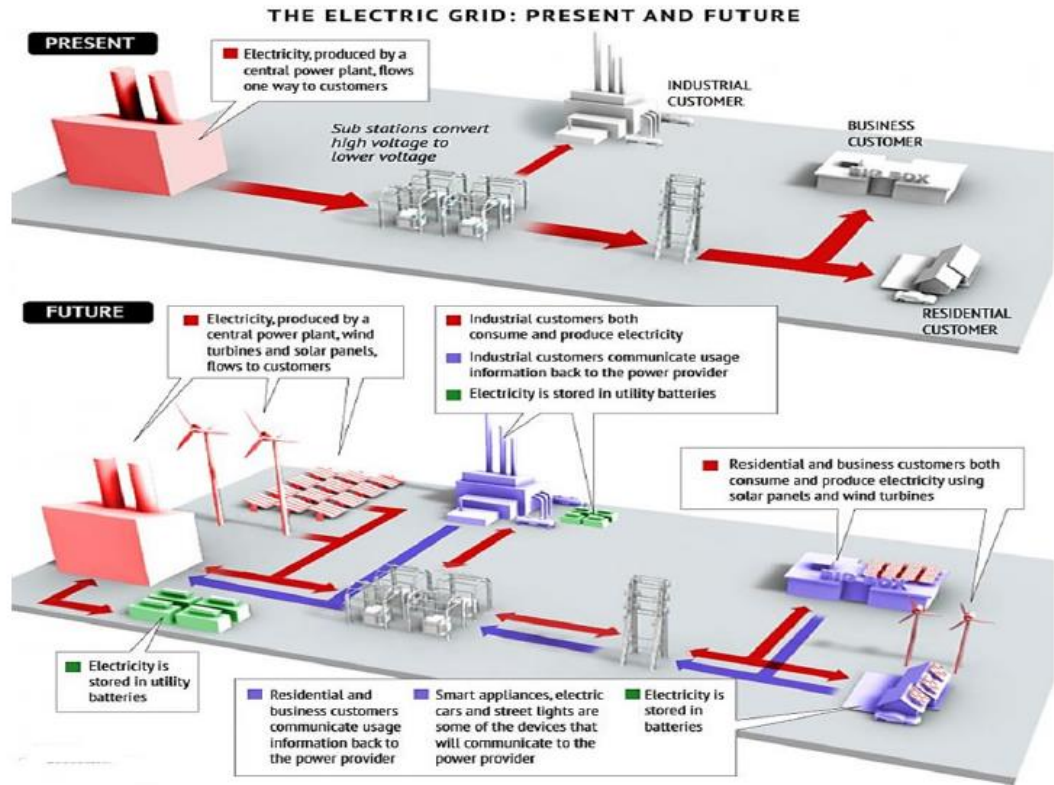 THE ELECTRIC GRID: PRESENT AND FUTURE
PRESENT
Electricity, produced by a
central power plant, flows
one way to customers
Sub stations convert
high voltage to
lower voltage
INDUSTRIAL
CUSTOMER
BUSINESS
CUSTOMER
BIG BOX
RESIDENTIAL
CUSTOMER
FUTURE
Electricity, produced by a
central power plant, wind
turbines and solar panels,
flows to customers
Industrial customers both
consume and produce electricity
Industrial customers communicate usage
information back to the power provider
Electricity is stored in utility batteries
Residential and business customers both
consume and produce electricity using
solar panels and wind turbines
BIG BOX
Electricity is
stored in utility
batteries
Residential and
business customers
communicate usage
information back to
the power provider
Smart appliances, electric
cars and street lights are
some of the devices that
will communicate to the
power provider
Electricity is
stored in
batteries